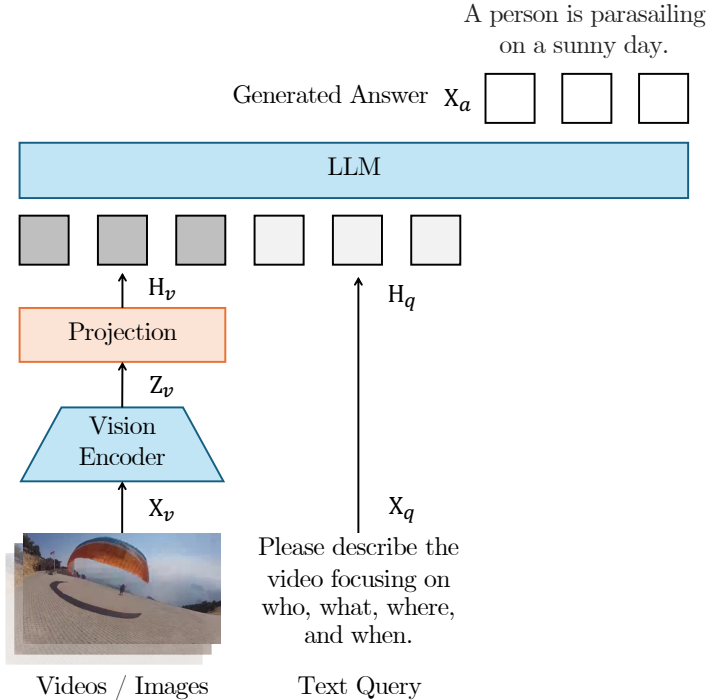 A person is parasailing
on a sunny day.
Generated Answer X_a
LLM
H_v
H_q
Projection
Z_v
Vision
Encoder
X_v
X_q
Please describe the
video focusing on
who, what, where,
and when.
Videos / Images
Text Query